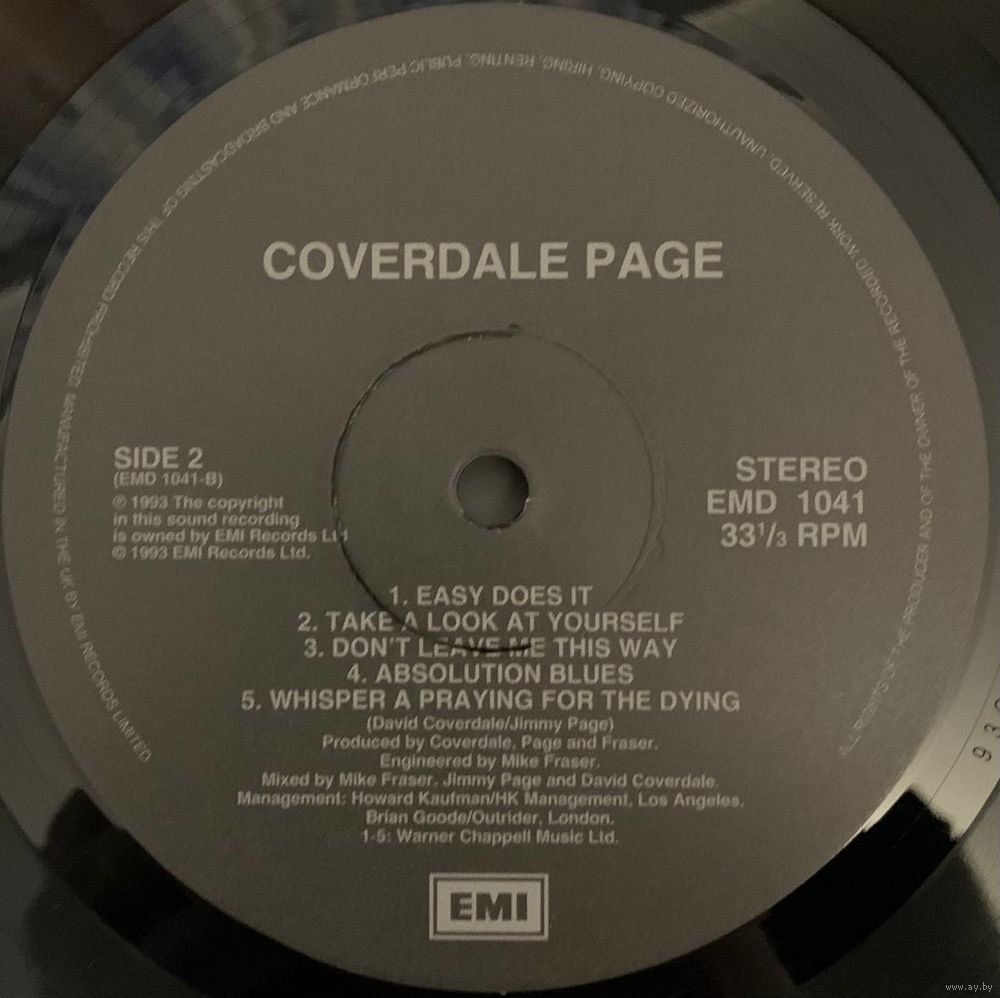 COVERDALE PAGE
SIDE 2
(EMD 1041-B)
℗ 1993 The copyright
in this sound recording
is owned by EMI Records Ltd
© 1993 EMI Records Ltd.
STEREO
EMD 1041
33 1/3 RPM
1. EASY DOES IT
2. TAKE A LOOK AT YOURSELF
3. DON'T LEAVE ME THIS WAY
4. ABSOLUTION BLUES
5. WHISPER A PRAYING FOR THE DYING
(David Coverdale/Jimmy Page)
Produced by Coverdale, Page and Fraser.
Engineered by Mike Fraser.
Mixed by Mike Fraser, Jimmy Page and David Coverdale.
Management: Howard Kaufman/HK Management, Los Angeles.
Brian Goode/Outrider, London.
1-5: Warner Chappell Music Ltd.
EMI
ALL RIGHTS OF THE PRODUCER AND OF THE OWNER OF THE RECORDED WORK RESERVED. UNAUTHORIZED COPYING, HIRING, RENTING, PUBLIC PERFORMANCE AND BROADCASTING OF THIS RECORD PROHIBITED. MANUFACTURED IN THE UK BY EMI RECORDS LIMITED
www.ay.by